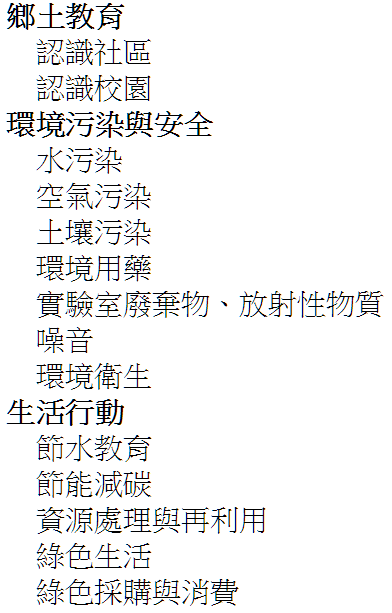 鄉土教育
認識社區
認識校園
環境污染與安全
水污染
空氣污染
土壤污染
環境用藥
實驗室廢棄物、放射性物質
噪音
環境衛生
生活行動
節水教育
節能減碳
資源處理與再利用
綠色生活
綠色採購與消費